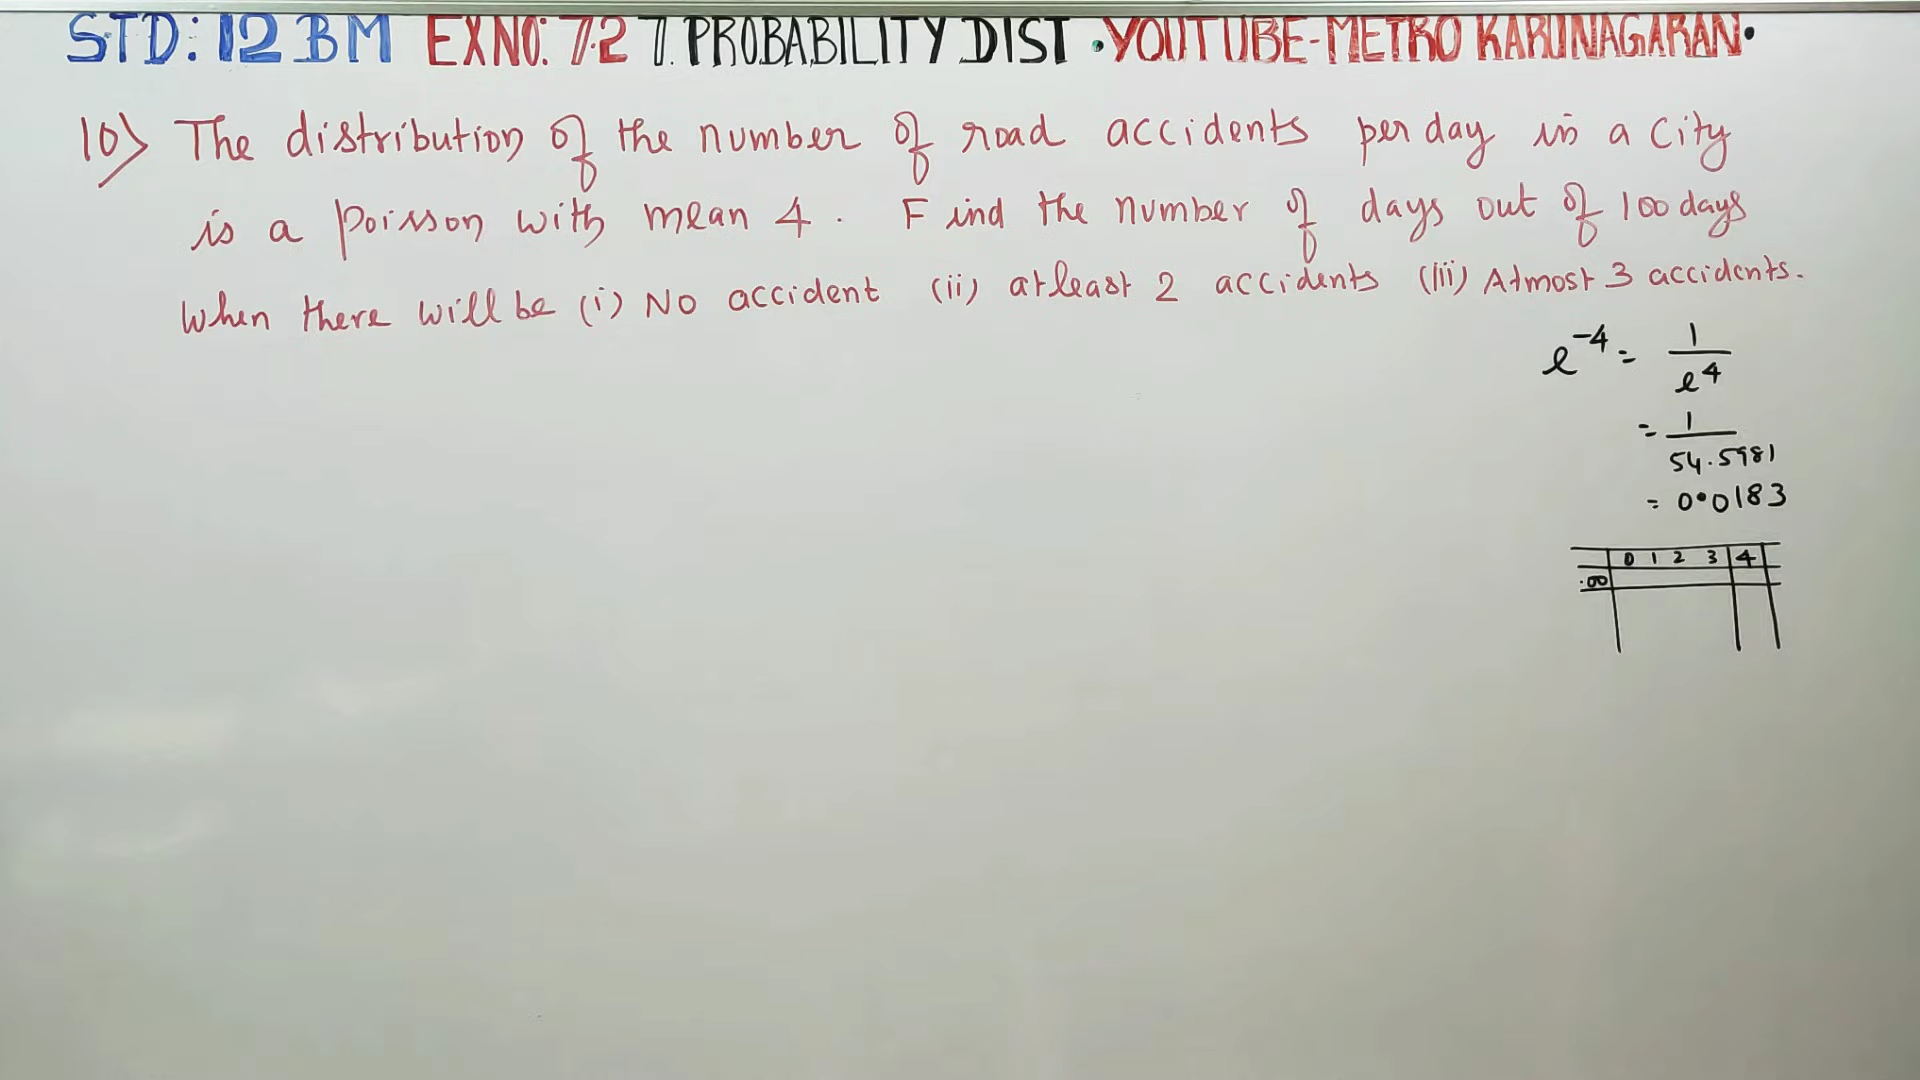 STD: 12 BM EXNO: 7.2 7. PROBABILITY DIST . YOUTUBE-METRO KARUNAGARAN.
10) The distribution of the number of road accidents per day in a City
is a poisson with mean 4. Find the number of days out of 100 days
when there will be (i) No accident (ii) atleast 2 accidents (iii) Atmost 3 accidents.
e⁻⁴ = 1/e⁴
= 1/54.5981
= 0.0183
0 1 2 3 4
.00